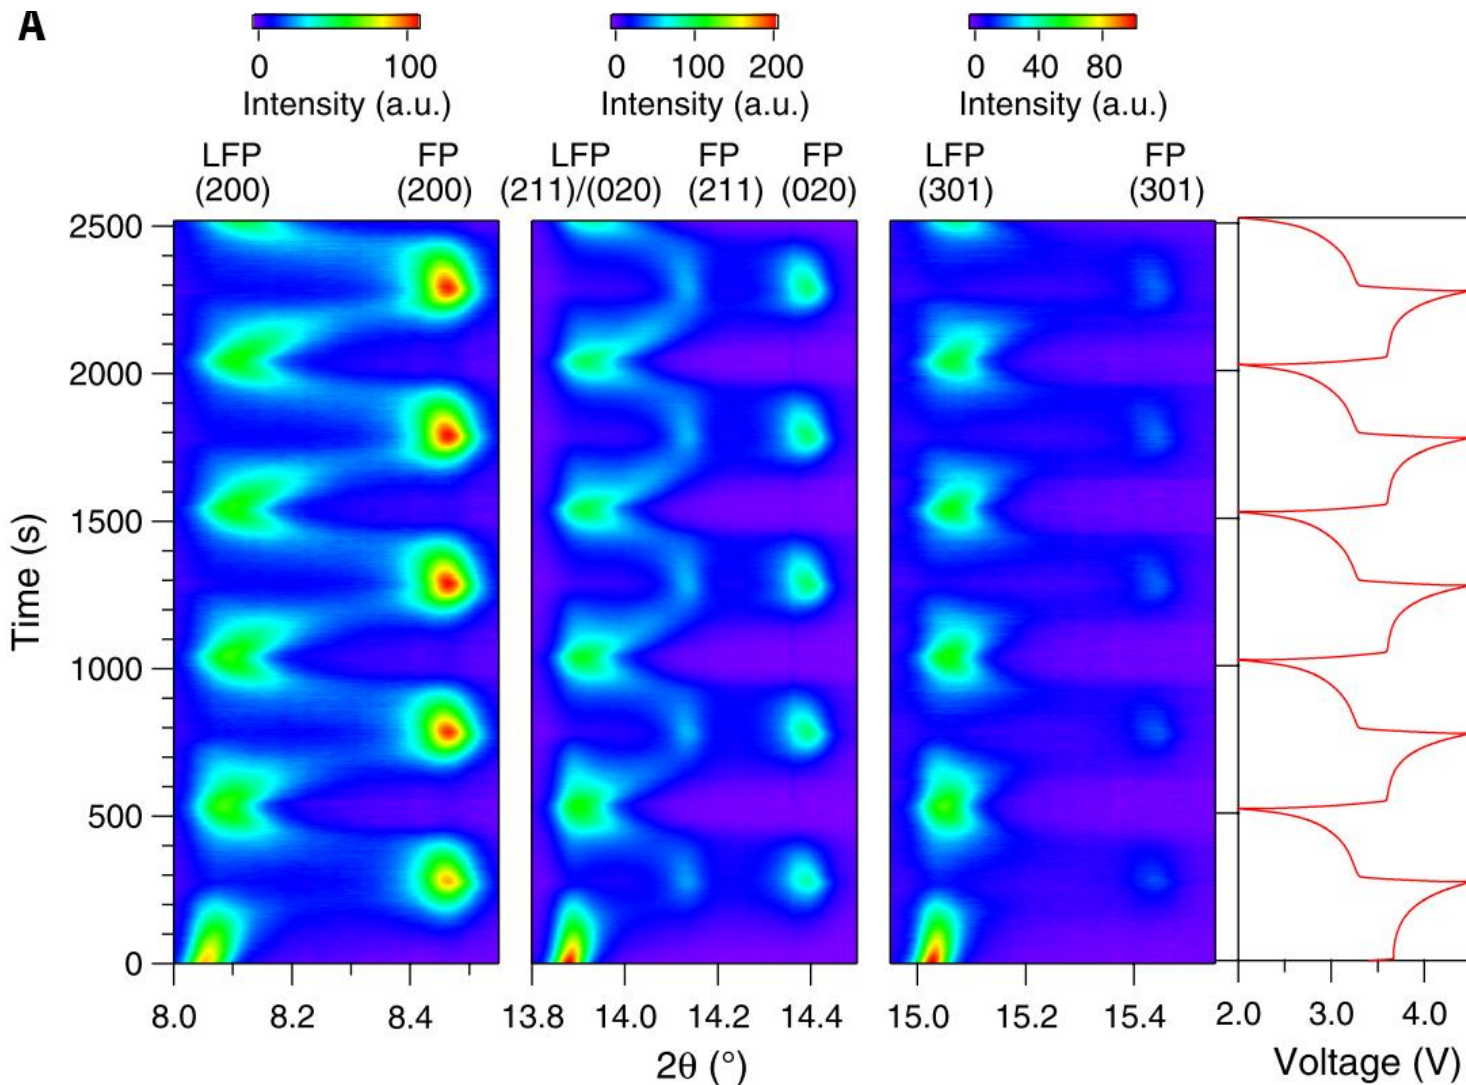 A
0 100
Intensity (a.u.)
0 100 200
Intensity (a.u.)
0 40 80
Intensity (a.u.)
LFP FP
(200) (200)
LFP FP FP
(211)/(020) (211) (020)
LFP FP
(301) (301)
2500
2000
1500
1000
500
0
Time (s)
8.0 8.2 8.4
13.8 14.0 14.2 14.4
15.0 15.2 15.4
2.0 3.0 4.0
2θ (°)
Voltage (V)